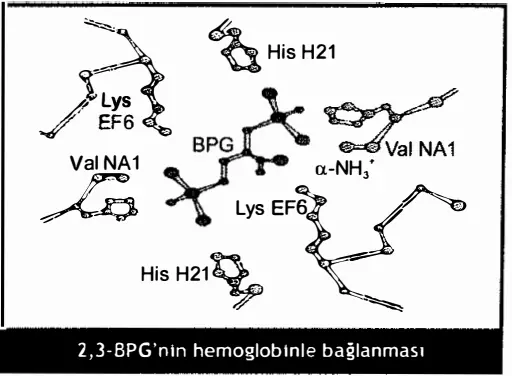 His H21
Lys
EF6
BPG
Val NA1
Val NA1
α-NH₃⁺
Lys EF6
His H21
2,3-BPG'nin hemoglobinle bağlanması